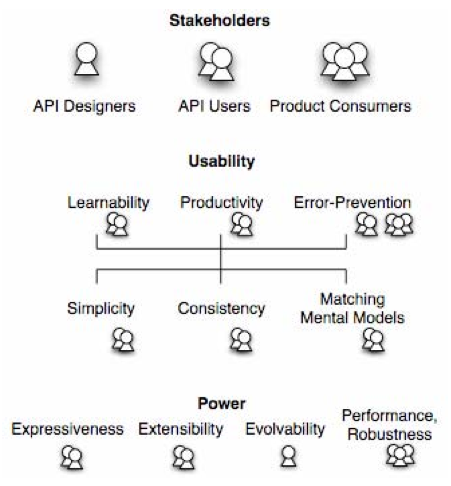 Stakeholders
API Designers
API Users
Product Consumers
Usability
Learnability
Productivity
Error-Prevention
Simplicity
Consistency
Matching
Mental Models
Power
Expressiveness
Extensibility
Evolvability
Performance,
Robustness